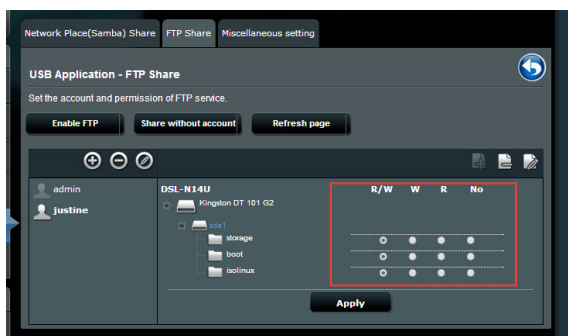 Network Place(Samba) Share FTP Share Miscellaneous setting
USB Application - FTP Share
Set the account and permission of FTP service.
Enable FTP Share without account Refresh page
admin DSL-N14U R/W W R No
justine Kingston DT 101 G2
sda1
storage
boot
isolinux
Apply